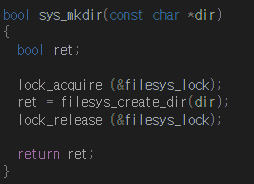 bool sys_mkdir(const char *dir)
{
  bool ret;

  lock_acquire (&filesys_lock);
  ret = filesys_create_dir(dir);
  lock_release (&filesys_lock);

  return ret;
}